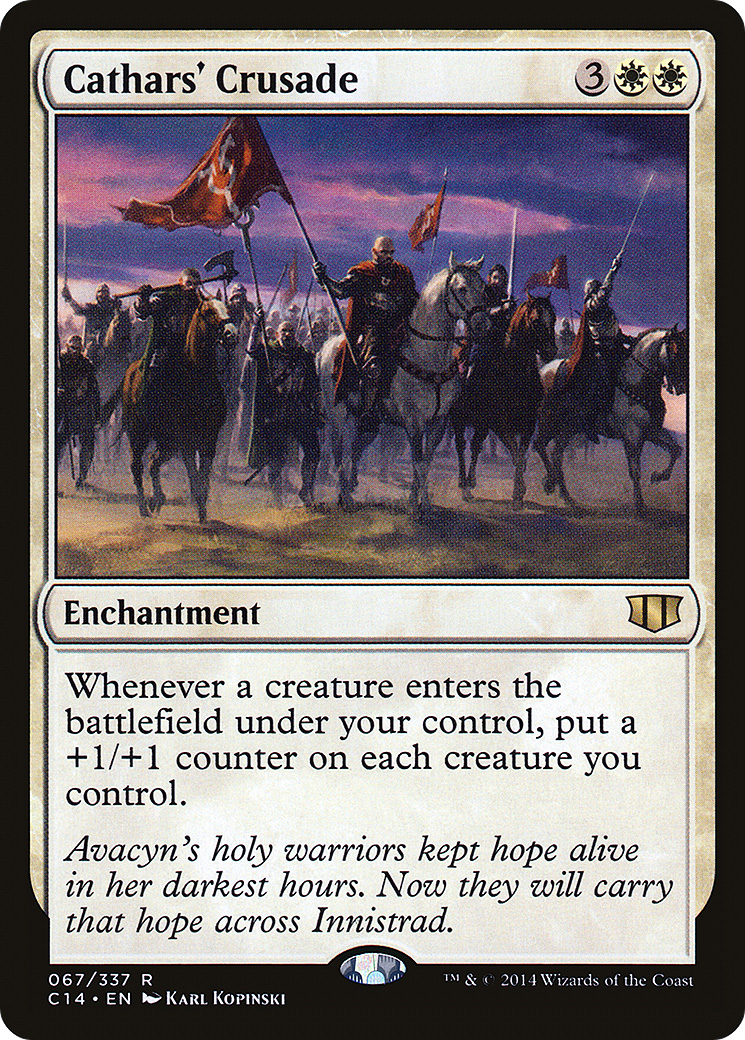 Cathars' Crusade 3
Enchantment
Whenever a creature enters the
battlefield under your control, put a
+1/+1 counter on each creature you
control.
Avacyn's holy warriors kept hope alive
in her darkest hours. Now they will carry
that hope across Innistrad.
067/337 R
C14 • EN Karl Kopinski
™ & © 2014 Wizards of the Coast